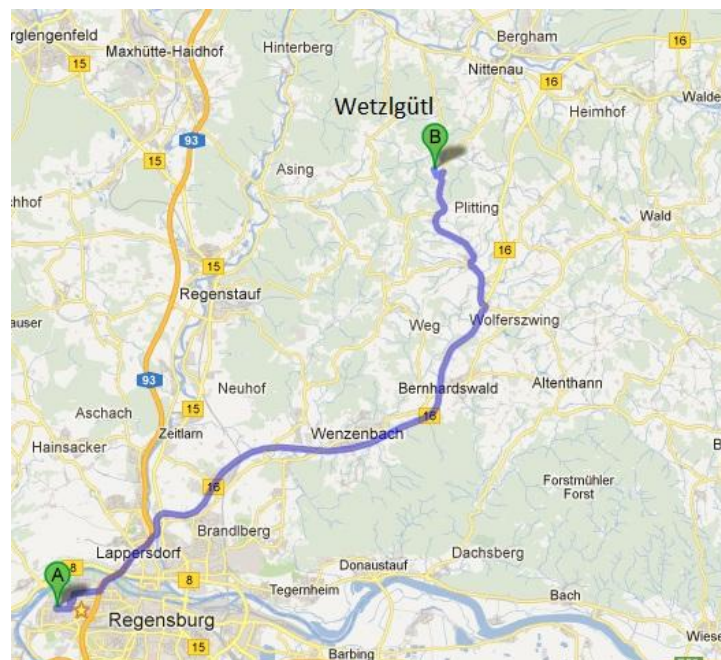 erglengenfeld
Hinterberg
Bergham
16
Maxhütte-Haidhof
15
Nittenau
16
Walde
Wetzlgütl
Heimhof
93
B
15
Asing
chhof
Plitting
Wald
16
15
Regenstauf
auser
Weg
Wolferszwing
93
Neuhof
Bernhardswald
Altenthann
Aschach
15
16
Zeitlarn
Wenzenbach
B
Hainsacker
Forstmühler
Forst
16
Brandlberg
Lappersdorf
Dachsberg
8
A
8
Donaustauf
Tegernheim
Bach
Regensburg
Wiese
15
Barbing